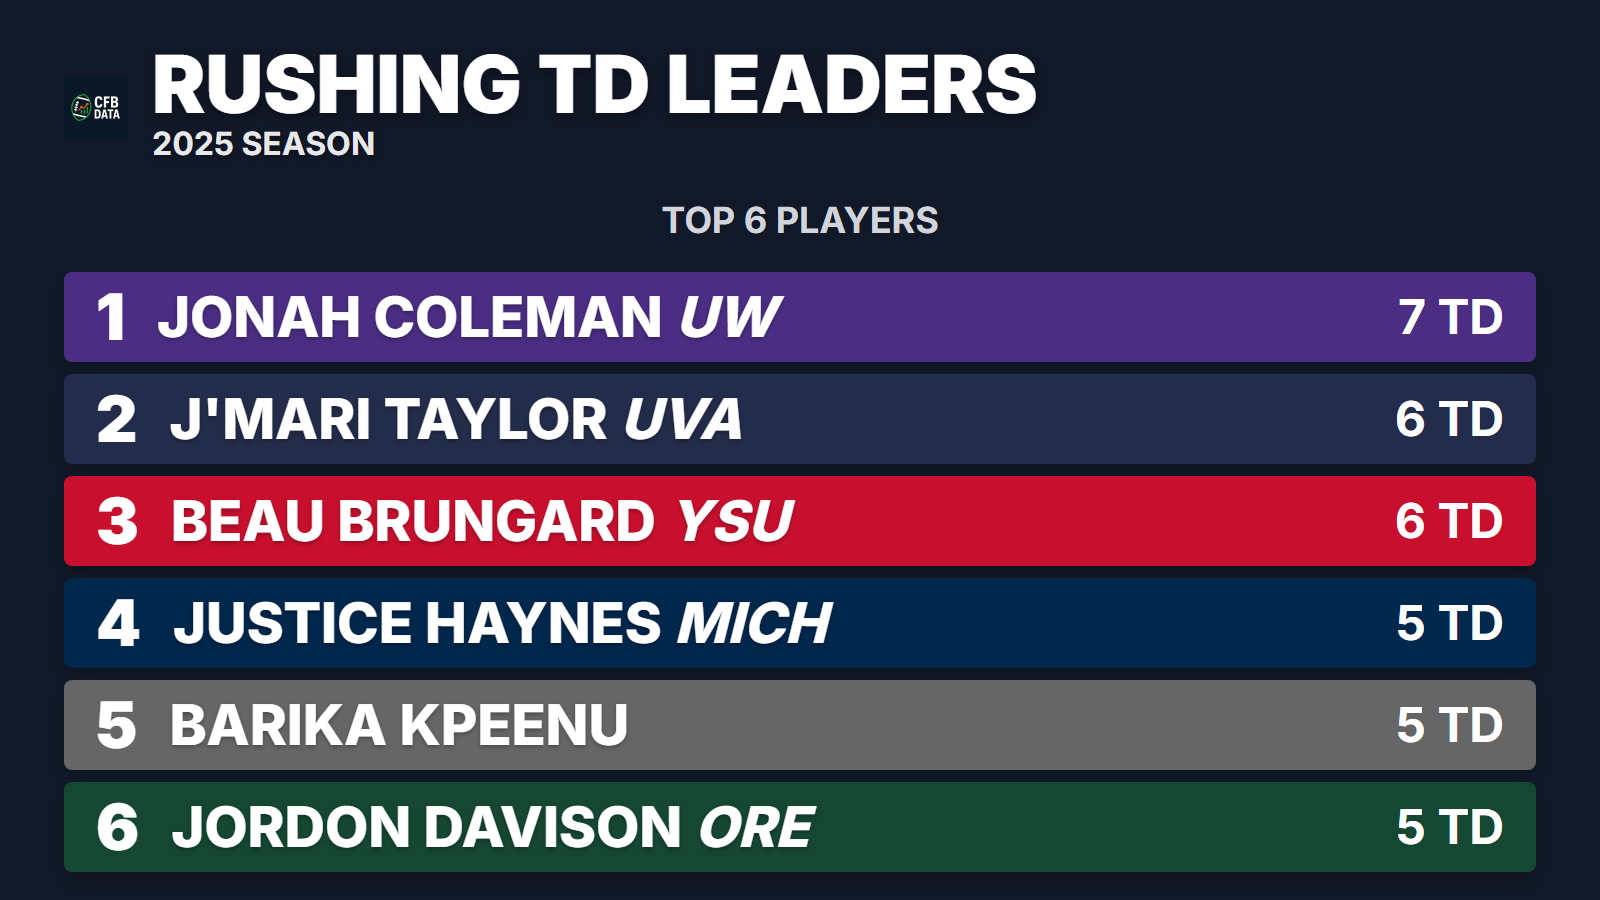 CFB
DATA
RUSHING TD LEADERS
2025 SEASON
TOP 6 PLAYERS
1 JONAH COLEMAN UW 7 TD
2 J'MARI TAYLOR UVA 6 TD
3 BEAU BRUNGARD YSU 6 TD
4 JUSTICE HAYNES MICH 5 TD
5 BARIKA KPEENU 5 TD
6 JORDON DAVISON ORE 5 TD